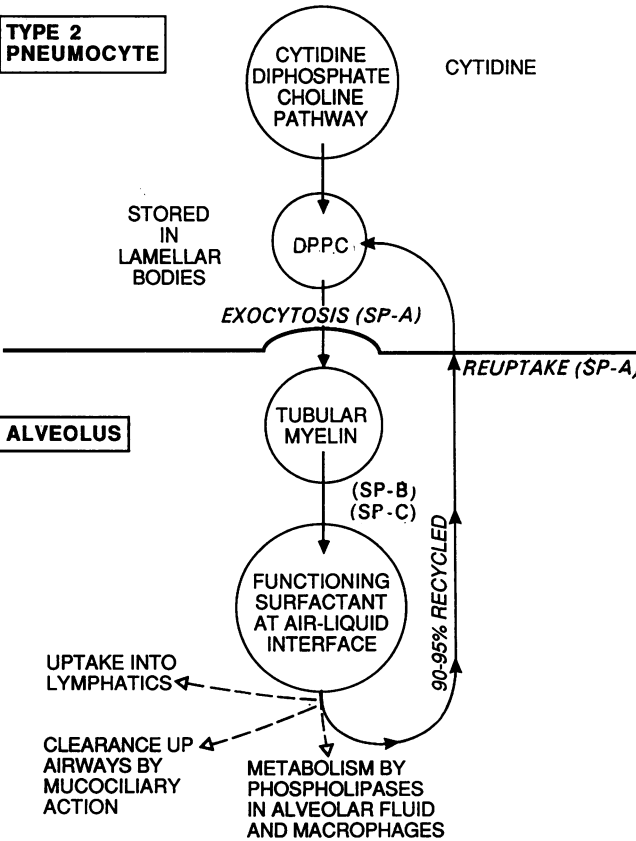 TYPE 2
PNEUMOCYTE
CYTIDINE
DIPHOSPHATE
CHOLINE
PATHWAY
CYTIDINE
STORED
IN
LAMELLAR
BODIES
DPPC
EXOCYTOSIS (SP-A)
REUPTAKE (SP-A)
ALVEOLUS
TUBULAR
MYELIN
(SP-B)
(SP-C)
90-95% RECYCLED
FUNCTIONING
SURFACTANT
AT AIR-LIQUID
INTERFACE
UPTAKE INTO
LYMPHATICS
CLEARANCE UP
AIRWAYS BY
MUCOCILIARY
ACTION
METABOLISM BY
PHOSPHOLIPASES
IN ALVEOLAR FLUID
AND MACROPHAGES